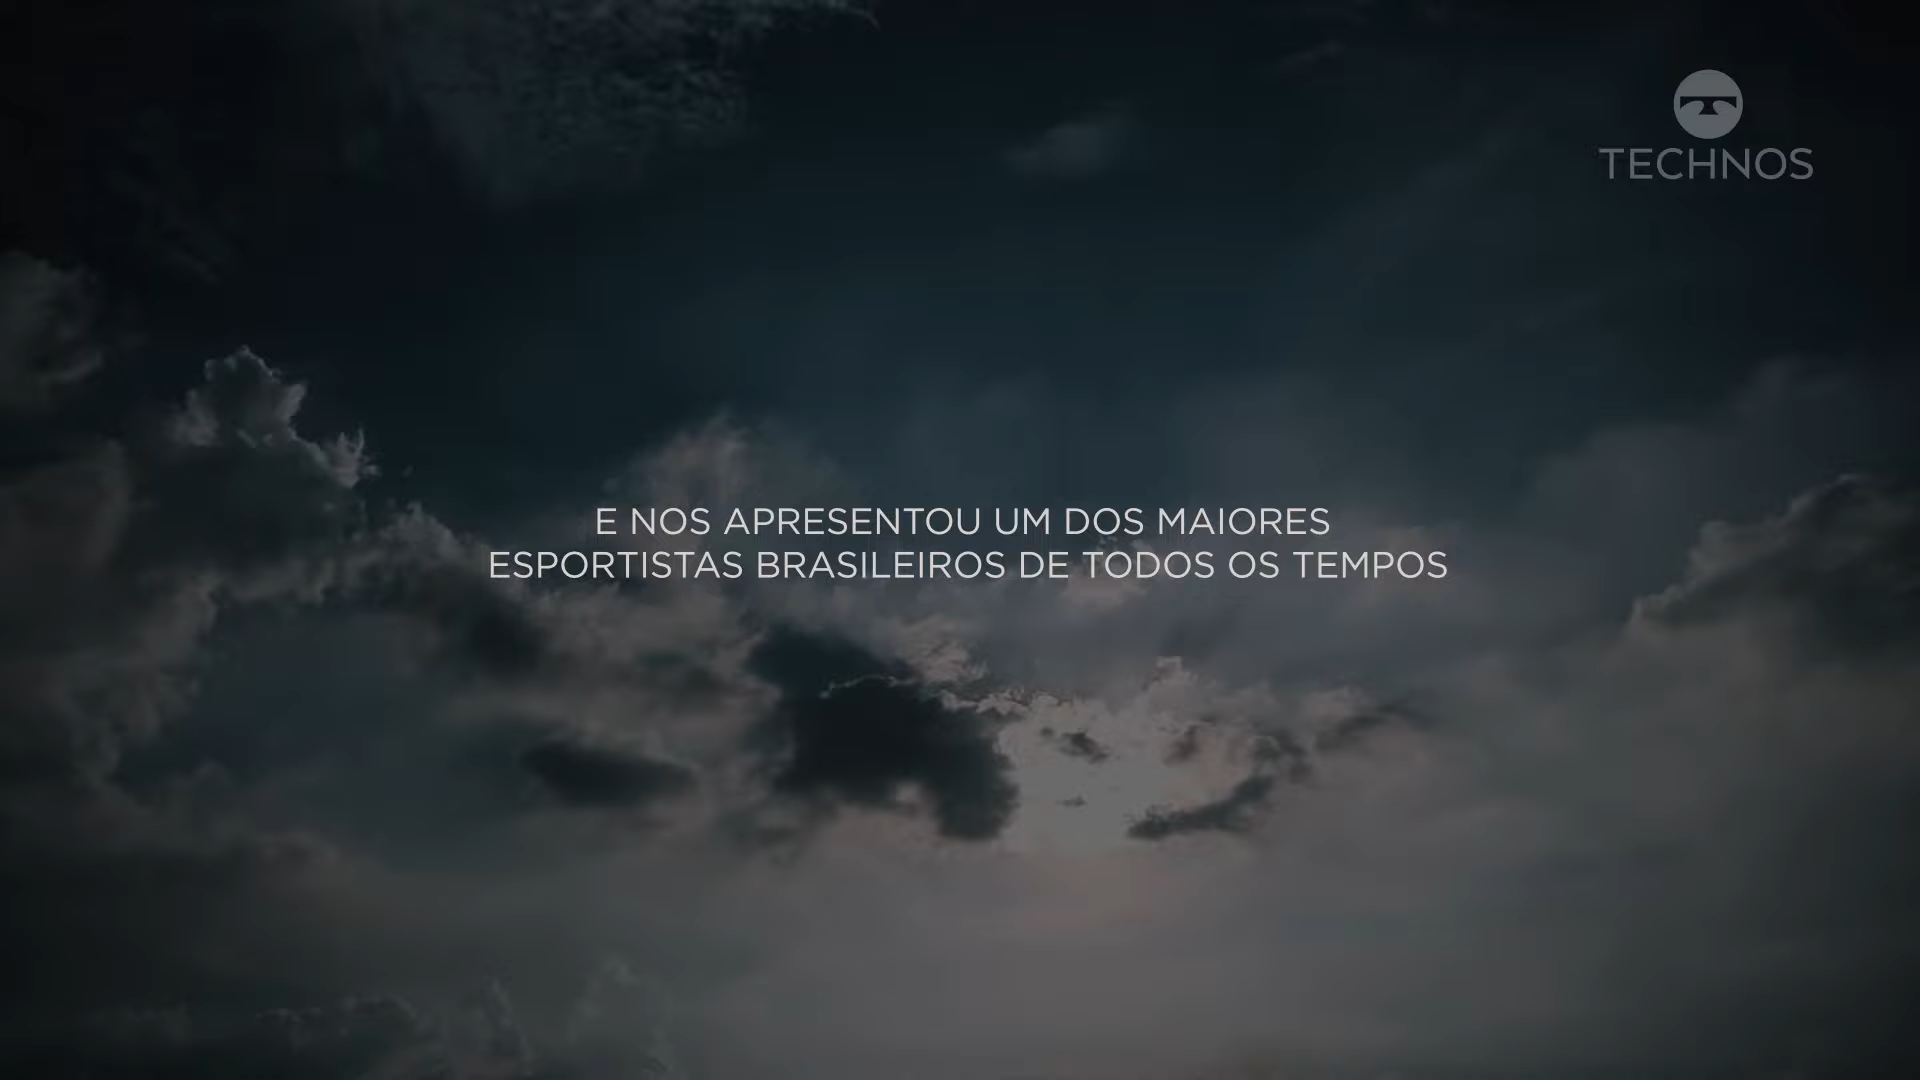 TECHNOS
E NOS APRESENTOU UM DOS MAIORES
ESPORTISTAS BRASILEIROS DE TODOS OS TEMPOS